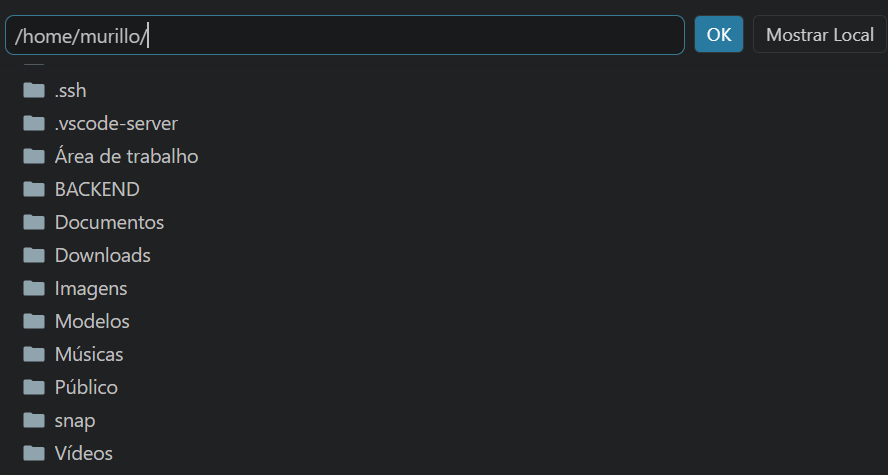 /home/murillo/ OK Mostrar Local
.ssh
.vscode-server
Área de trabalho
BACKEND
Documentos
Downloads
Imagens
Modelos
Músicas
Público
snap
Vídeos